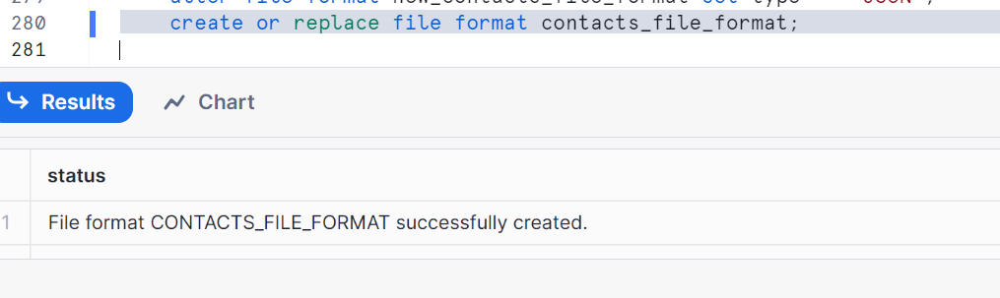 280 create or replace file format contacts_file_format;
281
Results Chart
status
1 File format CONTACTS_FILE_FORMAT successfully created.